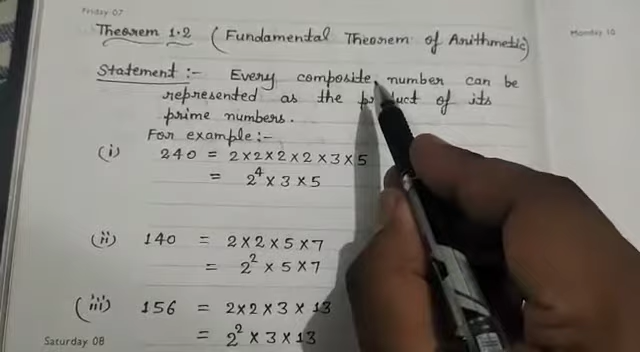 Friday 07
Monday 10
Theorem 1.2 (Fundamental Theorem of Arithmetic)
Statement :- Every composite number can be
represented as the product of its
prime numbers.
For example :-
(i) 240 = 2×2×2×2×3×5
= 2⁴ × 3 × 5
(ii) 140 = 2×2×5×7
= 2² × 5 × 7
(iii) 156 = 2×2×3×13
= 2² × 3 × 13
Saturday 08